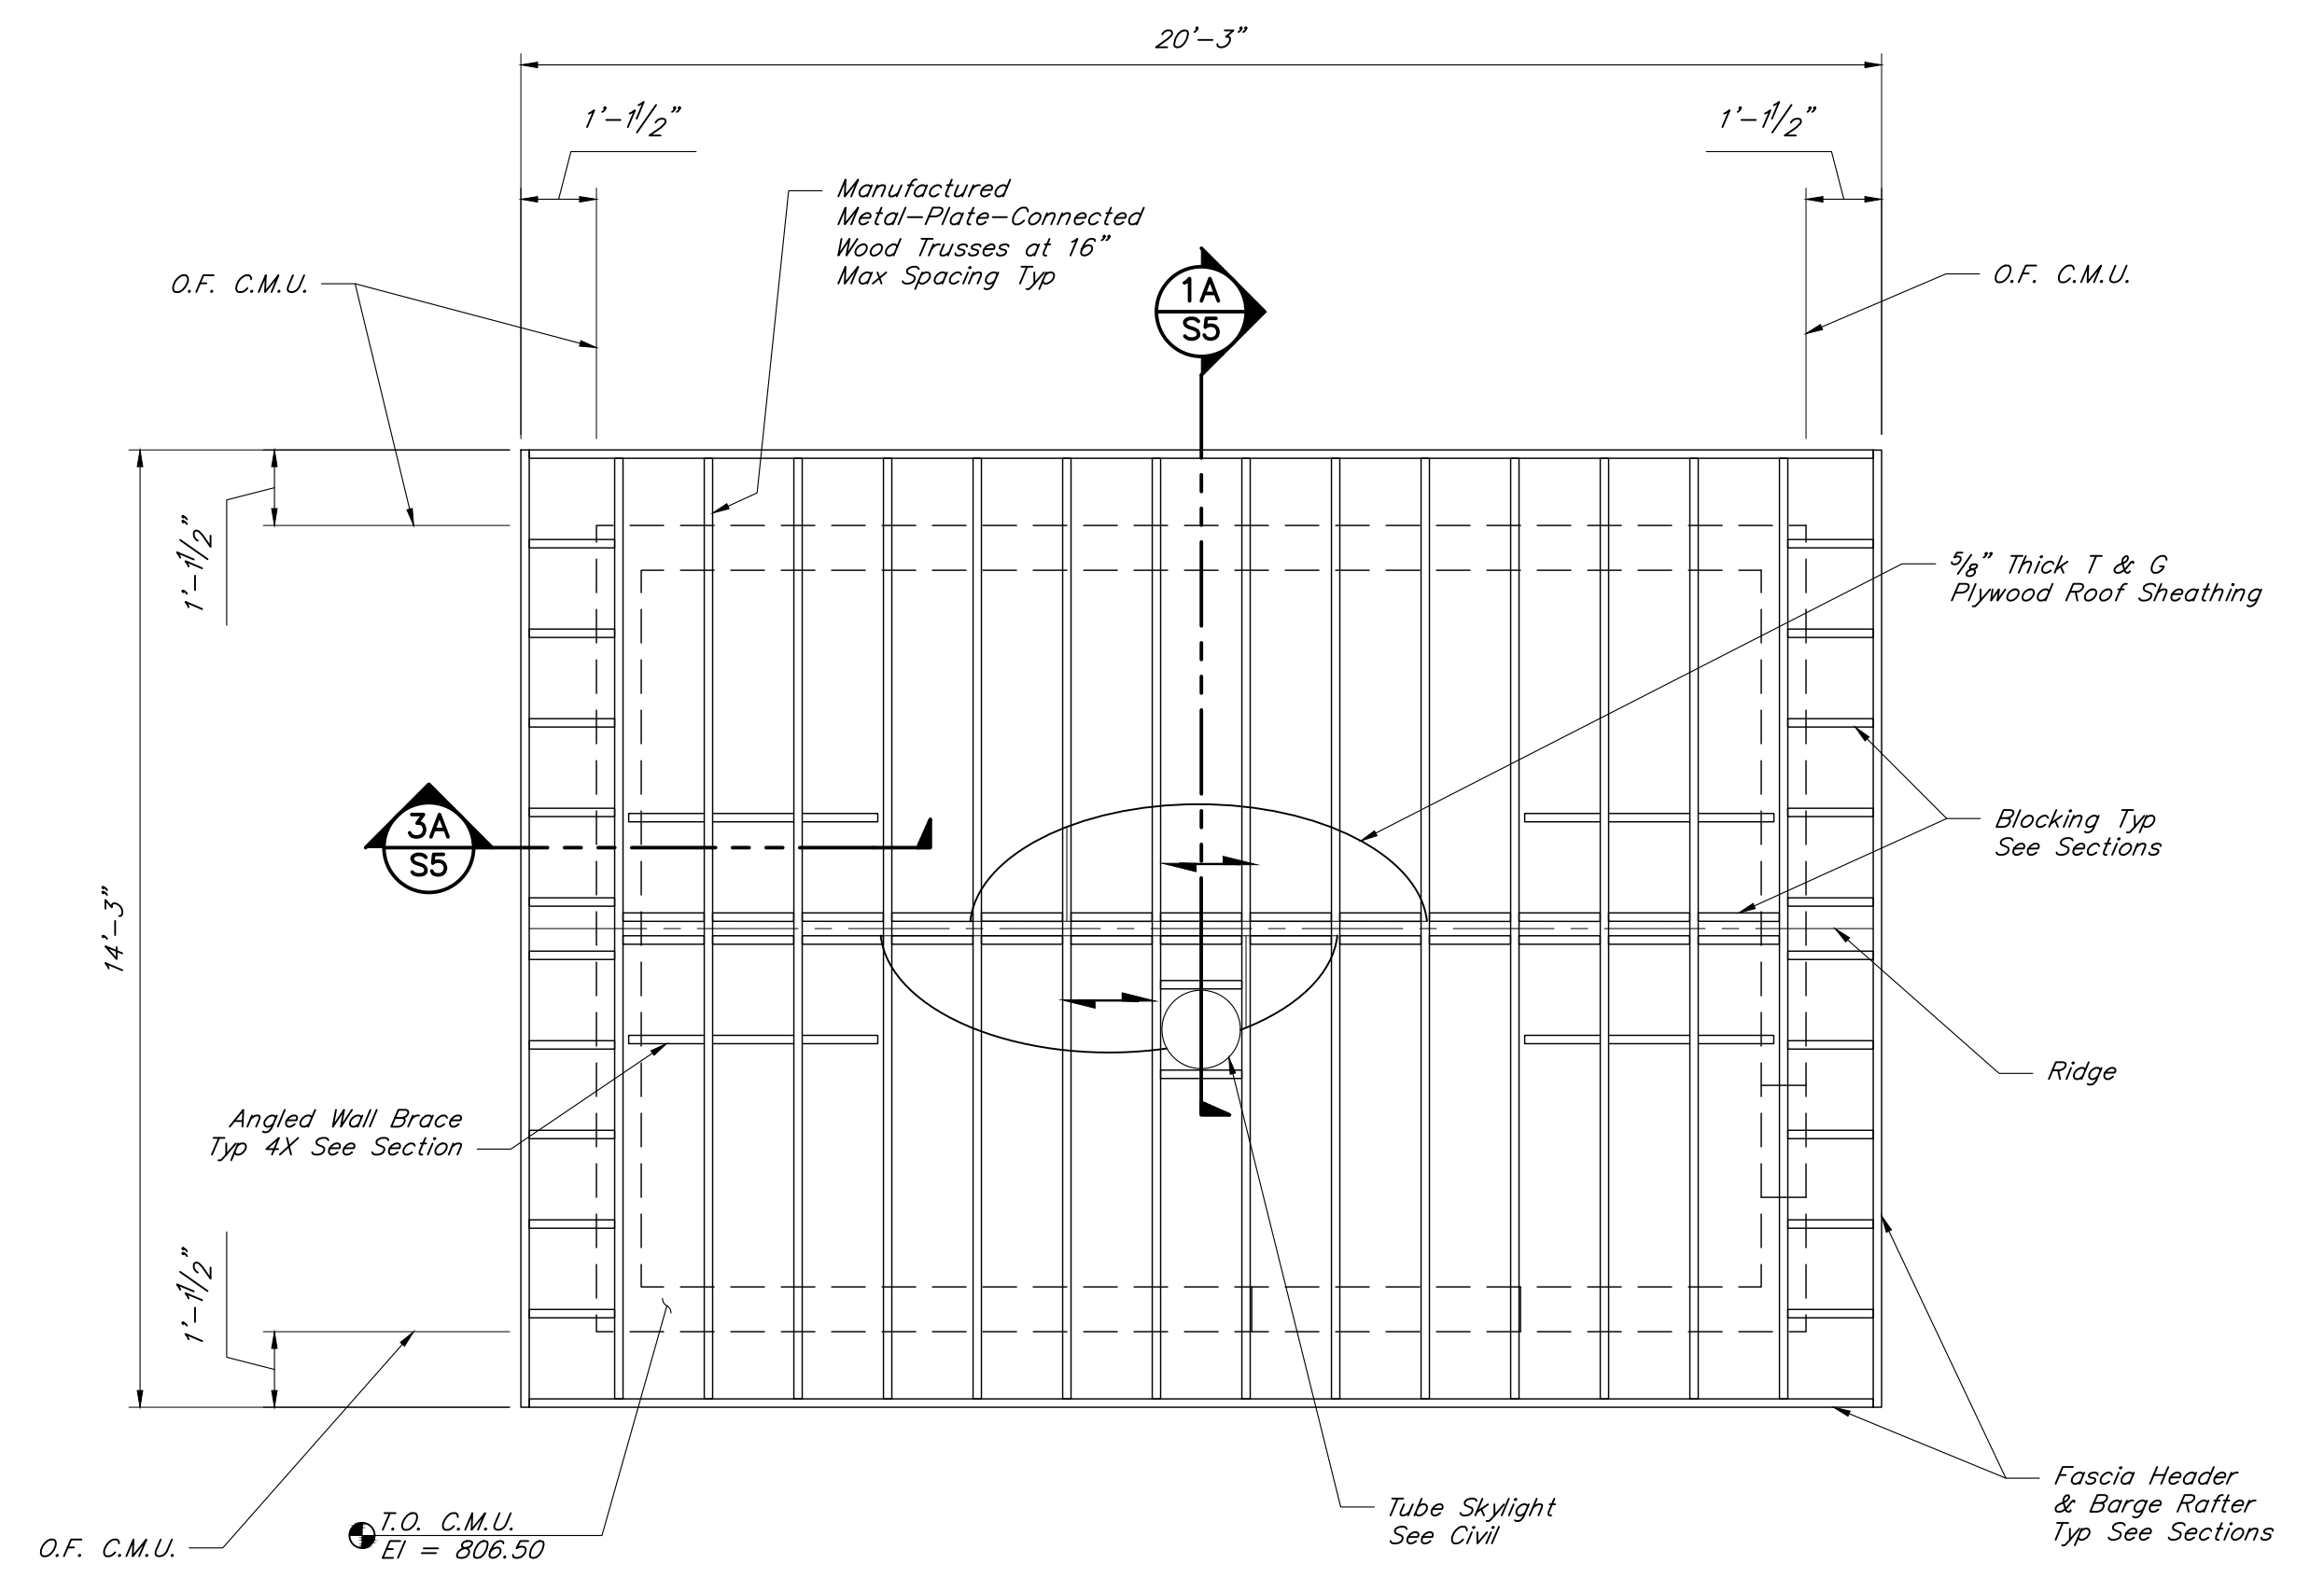 20'-3"
1'-1 1/2"
1'-1 1/2"
Manufactured
Metal-Plate-Connected
Wood Trusses at 16"
Max Spacing Typ
O.F. C.M.U.
O.F. C.M.U.
1A
S5
1'-1 1/2"
5/8" Thick T & G
Plywood Roof Sheathing
3A
S5
Blocking Typ
See Sections
14'-3"
Ridge
Angled Wall Brace
Typ 4X See Section
1'-1 1/2"
Fascia Header
& Barge Rafter
Typ See Sections
Tube Skylight
See Civil
T.O. C.M.U.
El = 806.50
O.F. C.M.U.